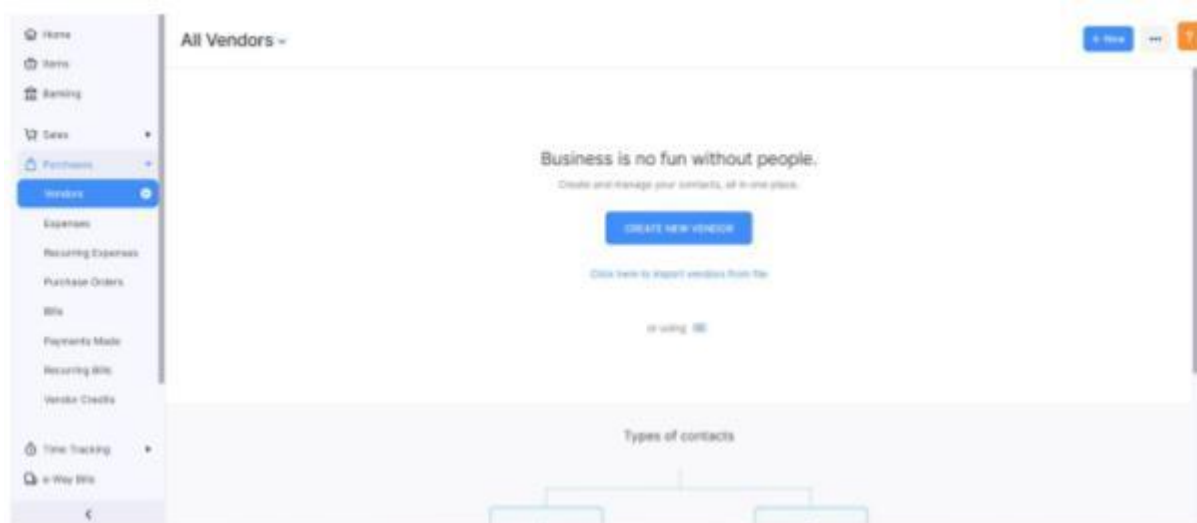 Home
Items
Banking
Sales
Purchases
Vendors
Expenses
Recurring Expenses
Purchase Orders
Bills
Payments Made
Recurring Bills
Vendor Credits
Time Tracking
e-Way Bills
All Vendors
+ New
?
Business is no fun without people.
Create and manage your contacts, all in one place.
CREATE NEW VENDOR
Click here to import vendors from file
or using
Types of contacts